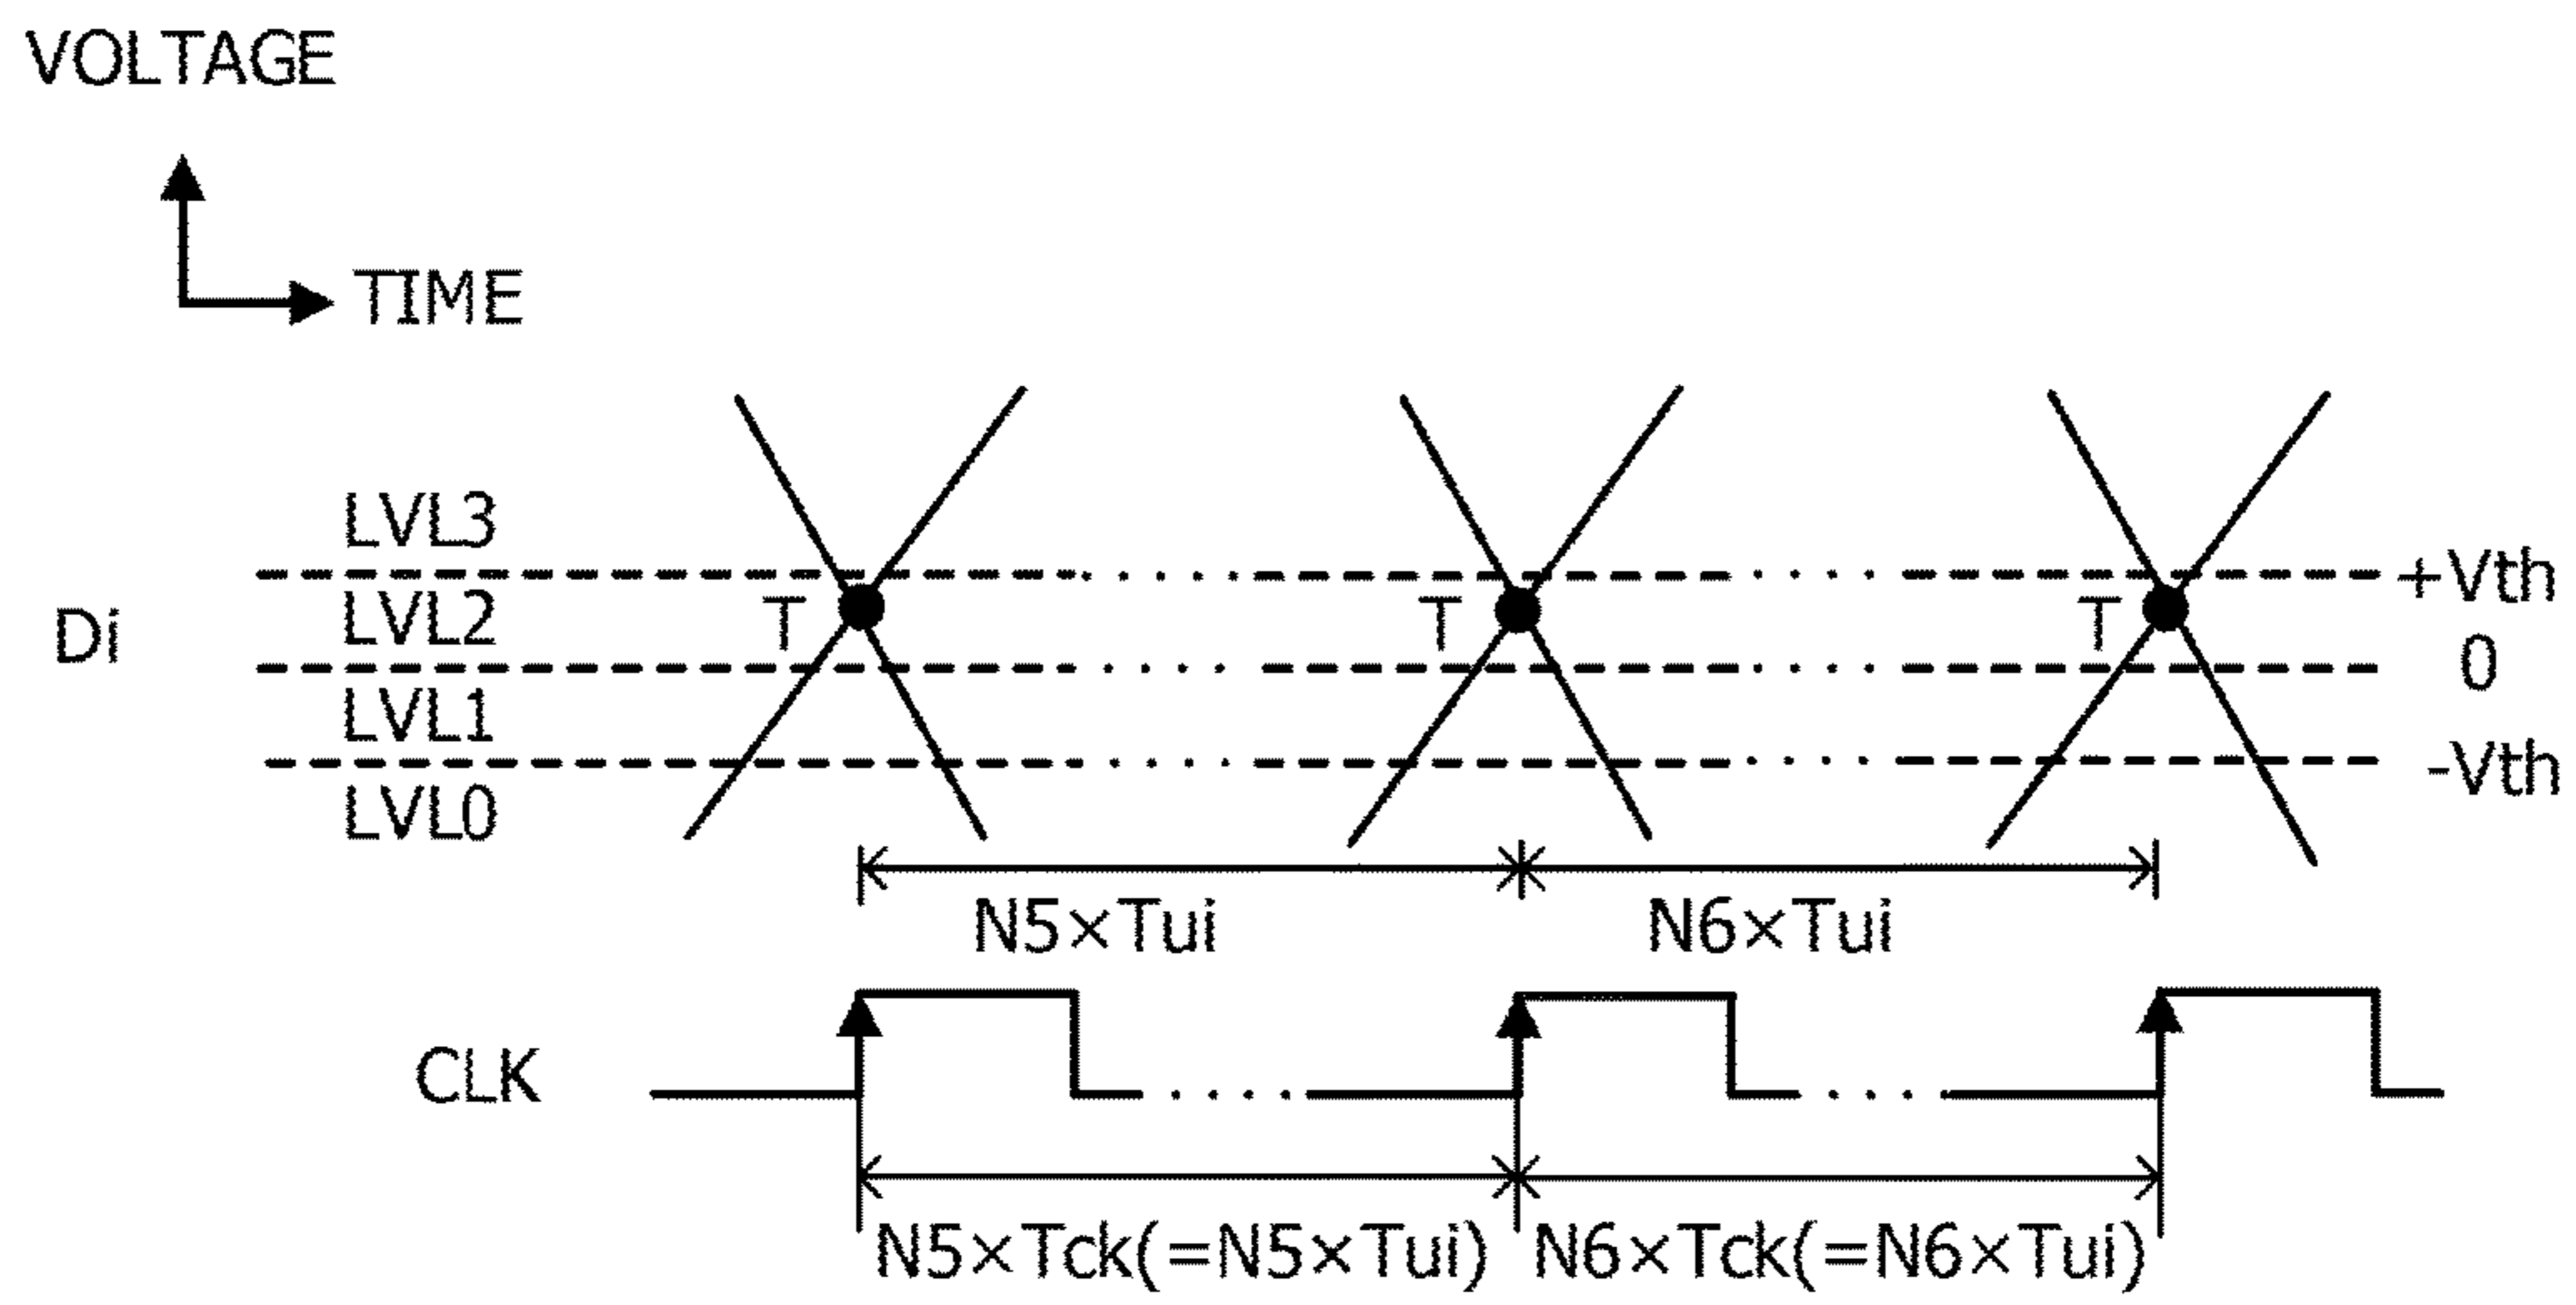 VOLTAGE
TIME
LVL3
+Vth
Di
LVL2
T
T
T
0
LVL1
-Vth
LVL0
N5×Tui
N6×Tui
CLK
N5×Tck(=N5×Tui)
N6×Tck(=N6×Tui)